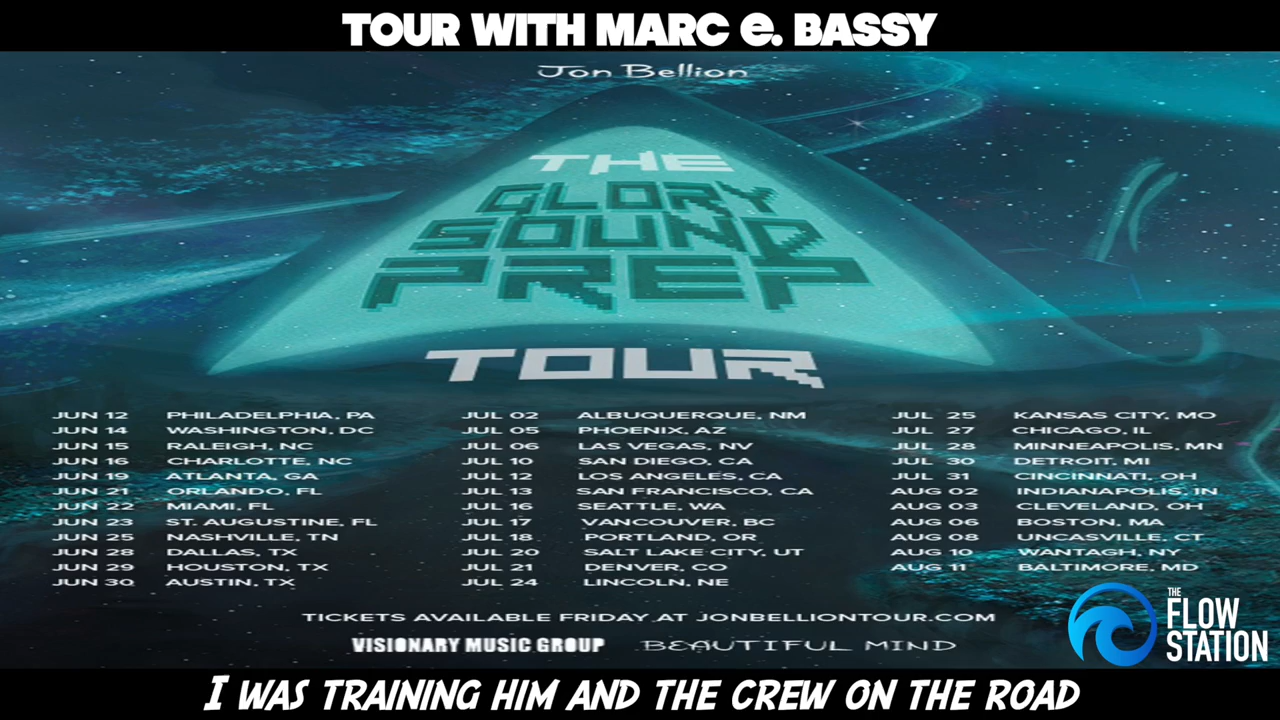 TOUR WITH MARC e. BASSY
Jon Bellion
THE
GLORY
SOUND
PREP
TOUR
JUN 12 PHILADELPHIA, PA
JUN 14 WASHINGTON, DC
JUN 15 RALEIGH, NC
JUN 16 CHARLOTTE, NC
JUN 19 ATLANTA, GA
JUN 21 ORLANDO, FL
JUN 22 MIAMI, FL
JUN 23 ST. AUGUSTINE, FL
JUN 25 NASHVILLE, TN
JUN 28 DALLAS, TX
JUN 29 HOUSTON, TX
JUN 30 AUSTIN, TX
JUL 02 ALBUQUERQUE, NM
JUL 05 PHOENIX, AZ
JUL 06 LAS VEGAS, NV
JUL 10 SAN DIEGO, CA
JUL 12 LOS ANGELES, CA
JUL 13 SAN FRANCISCO, CA
JUL 16 SEATTLE, WA
JUL 17 VANCOUVER, BC
JUL 18 PORTLAND, OR
JUL 20 SALT LAKE CITY, UT
JUL 21 DENVER, CO
JUL 24 LINCOLN, NE
JUL 25 KANSAS CITY, MO
JUL 27 CHICAGO, IL
JUL 28 MINNEAPOLIS, MN
JUL 30 DETROIT, MI
JUL 31 CINCINNATI, OH
AUG 02 INDIANAPOLIS, IN
AUG 03 CLEVELAND, OH
AUG 06 BOSTON, MA
AUG 08 UNCASVILLE, CT
AUG 10 WANTAGH, NY
AUG 11 BALTIMORE, MD
TICKETS AVAILABLE FRIDAY AT JONBELLIONTOUR.COM
VISIONARY MUSIC GROUP BEAUTIFUL MIND
THE
FLOW
STATION
I WAS TRAINING HIM AND THE CREW ON THE ROAD